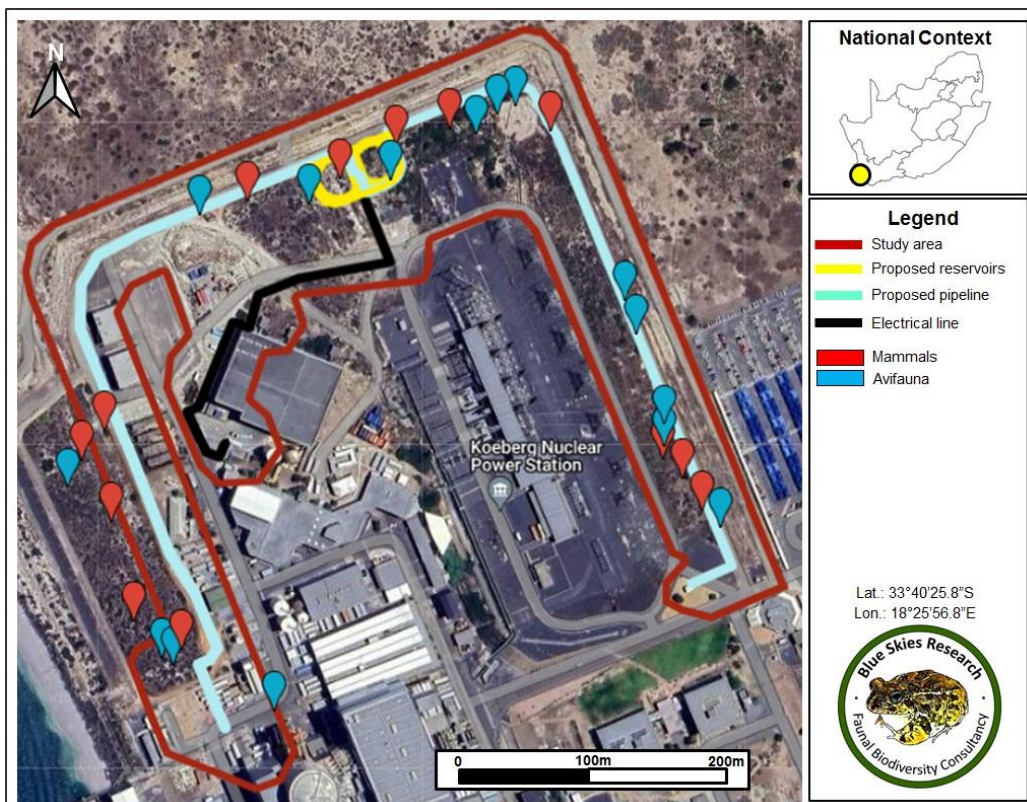 N
Koeberg Nuclear
Power Station
0
100m
200m
National Context
Legend
Study area
Proposed reservoirs
Proposed pipeline
Electrical line
Mammals
Avifauna
Lat.: 33°40'25.8"S
Lon.: 18°25'56.8"E
Blue Skies Research
Faunal Biodiversity Consultancy